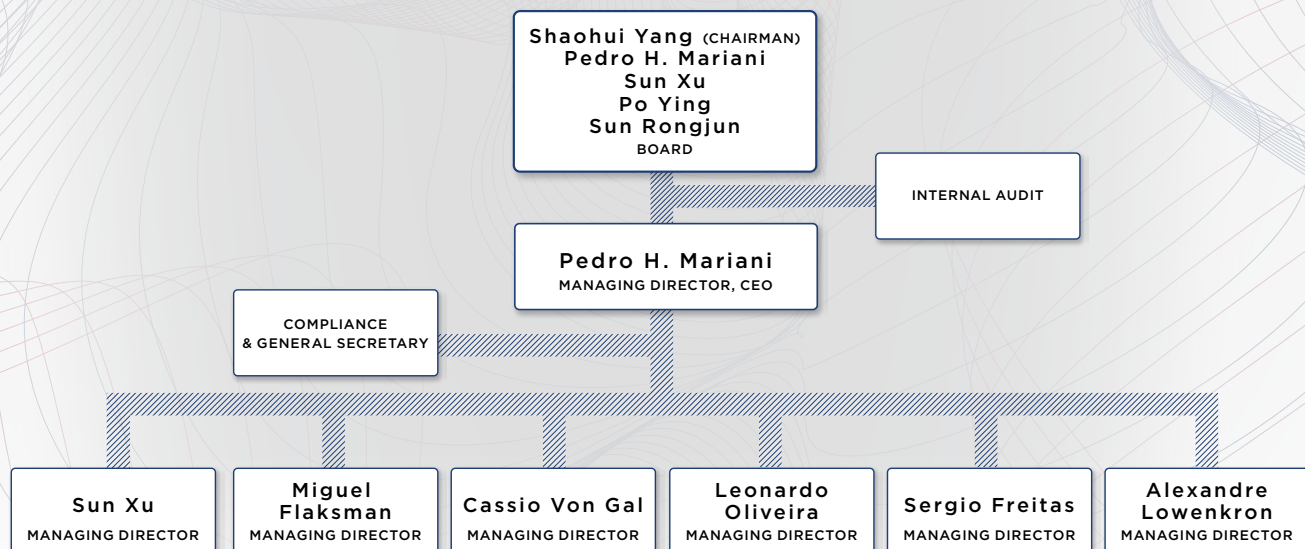 Shaohui Yang (CHAIRMAN)
Pedro H. Mariani
Sun Xu
Po Ying
Sun Rongjun
BOARD
INTERNAL AUDIT
Pedro H. Mariani
MANAGING DIRECTOR, CEO
COMPLIANCE
& GENERAL SECRETARY
Sun Xu
MANAGING DIRECTOR
Miguel
Flaksman
MANAGING DIRECTOR
Cassio Von Gal
MANAGING DIRECTOR
Leonardo
Oliveira
MANAGING DIRECTOR
Sergio Freitas
MANAGING DIRECTOR
Alexandre
Lowenkron
MANAGING DIRECTOR